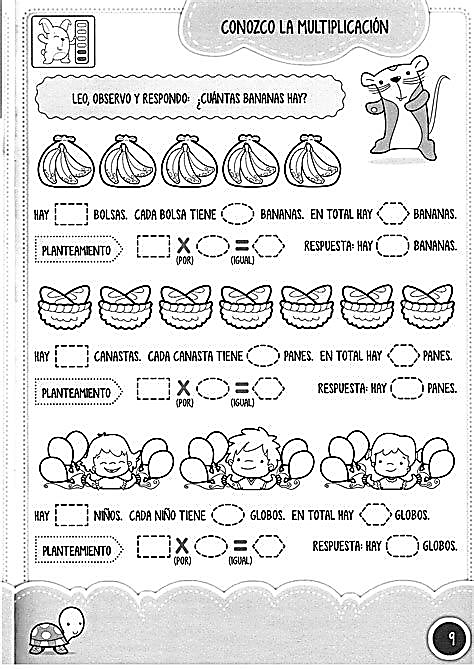 CONOZCO LA MULTIPLICACIÓN
LEO, OBSERVO Y RESPONDO: ¿CUÁNTAS BANANAS HAY?
HAY BOLSAS. CADA BOLSA TIENE BANANAS. EN TOTAL HAY BANANAS.
PLANTEAMIENTO X = RESPUESTA: HAY BANANAS.
(POR) (IGUAL)
HAY CANASTAS. CADA CANASTA TIENE PANES. EN TOTAL HAY PANES.
PLANTEAMIENTO X = RESPUESTA: HAY PANES.
(POR) (IGUAL)
HAY NIÑOS. CADA NIÑO TIENE GLOBOS. EN TOTAL HAY GLOBOS.
PLANTEAMIENTO X = RESPUESTA: HAY GLOBOS.
(POR) (IGUAL)
9